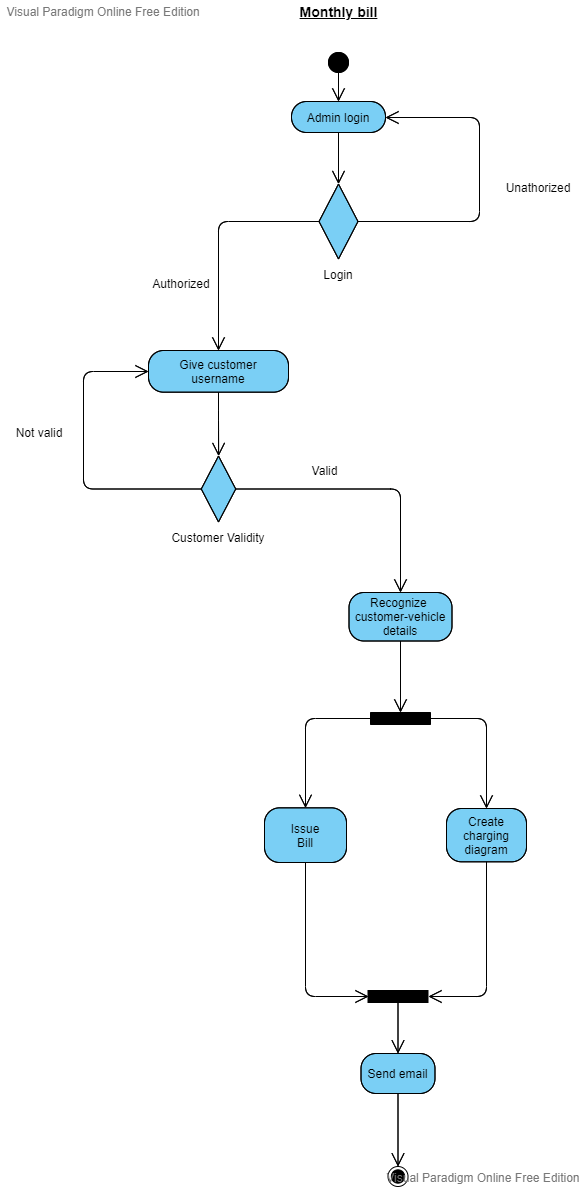 Visual Paradigm Online Free Edition
Monthly bill
Admin login
Unathorized
Login
Authorized
Give customer
username
Not valid
Valid
Customer Validity
Recognize
customer-vehicle
details
Issue
Bill
Create
charging
diagram
Send email
Visual Paradigm Online Free Edition